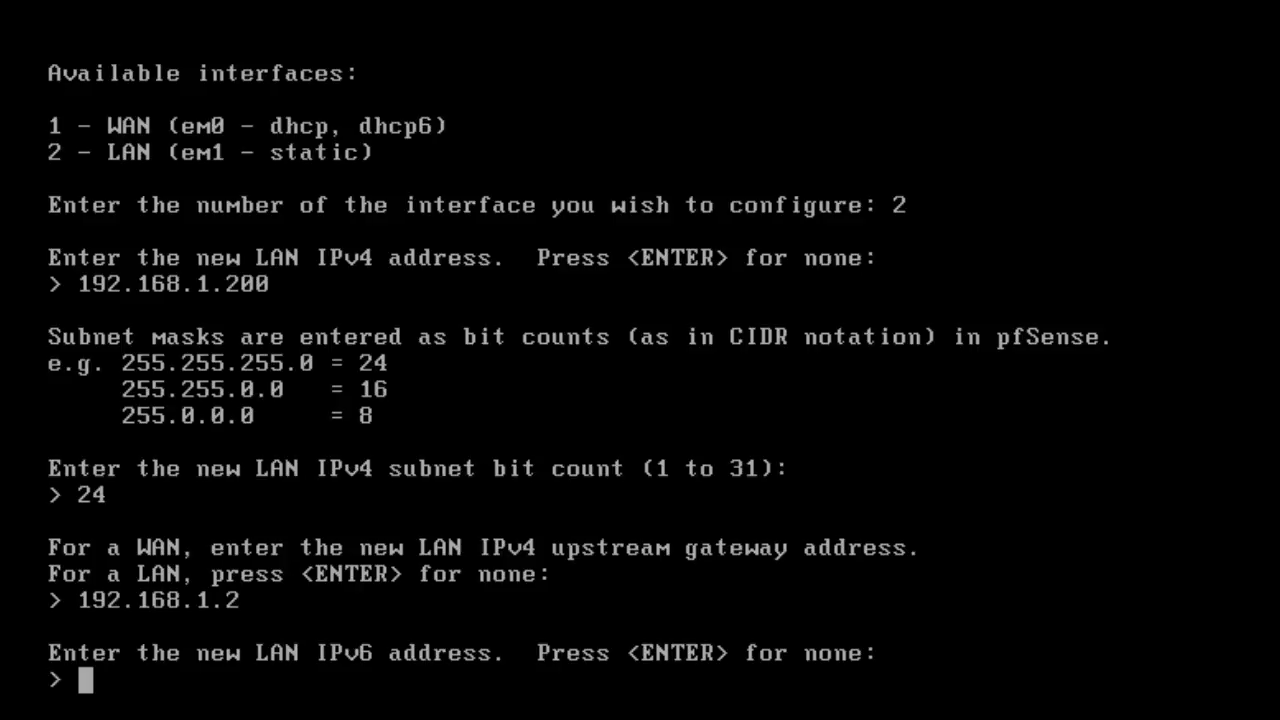 Available interfaces:
1 - WAN (em0 - dhcp, dhcp6)
2 - LAN (em1 - static)
Enter the number of the interface you wish to configure: 2
Enter the new LAN IPv4 address.  Press <ENTER> for none:
> 192.168.1.200
Subnet masks are entered as bit counts (as in CIDR notation) in pfSense.
e.g. 255.255.255.0 = 24
     255.255.0.0   = 16
     255.0.0.0     = 8
Enter the new LAN IPv4 subnet bit count (1 to 31):
> 24
For a WAN, enter the new LAN IPv4 upstream gateway address.
For a LAN, press <ENTER> for none:
> 192.168.1.2
Enter the new LAN IPv6 address.  Press <ENTER> for none:
>